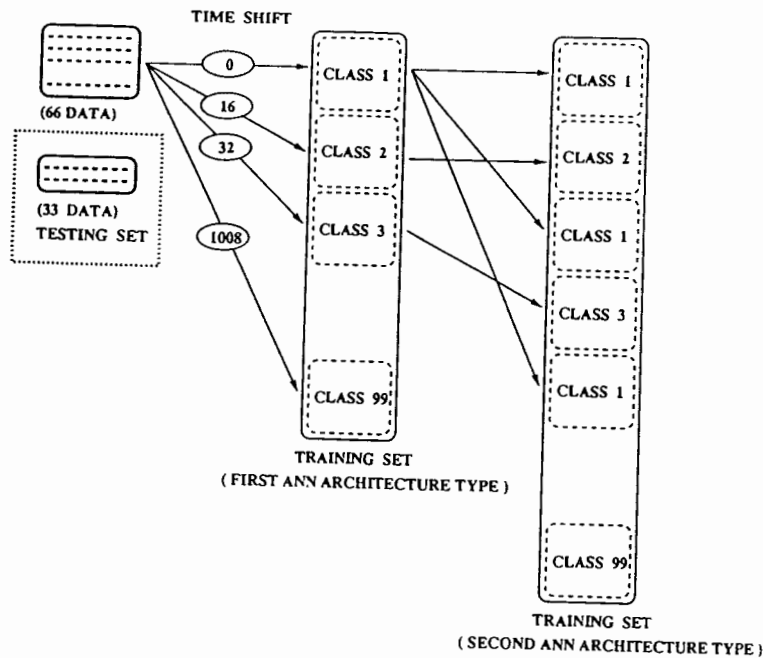 TIME SHIFT
0
16
32
1008
(66 DATA)
(33 DATA)
TESTING SET
CLASS 1
CLASS 2
CLASS 3
CLASS 99
TRAINING SET
( FIRST ANN ARCHITECTURE TYPE )
CLASS 1
CLASS 2
CLASS 1
CLASS 3
CLASS 1
CLASS 99
TRAINING SET
( SECOND ANN ARCHITECTURE TYPE )